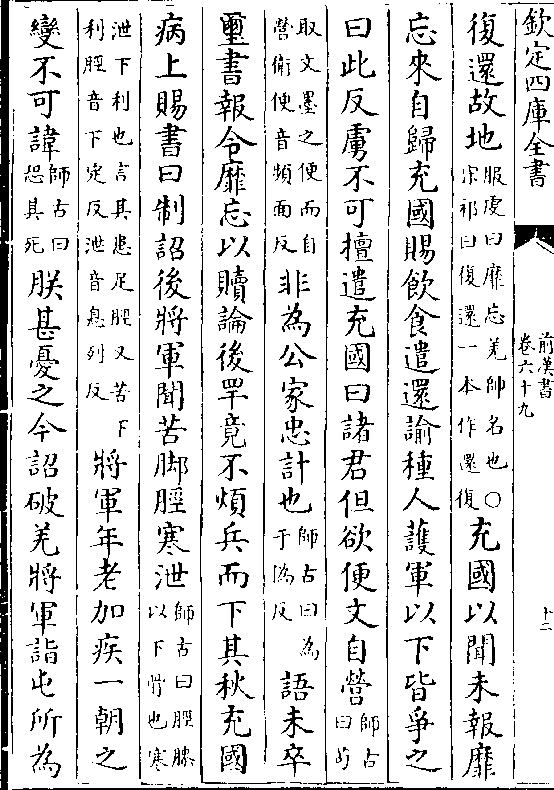 欽定四庫全書
前漢書
卷六十九
十二
復還故地服䖍曰靡忘羌帥名也○
宋祁曰復還一本作還復充國以聞未報靡
忘來自歸充國賜飲食遣還諭種人護軍以下皆爭之
曰此反虜不可擅遣充國曰諸君但欲便文自營師古
曰茍
取文墨之便而自
營衛便音頻面反非為公家忠計也師古曰為
于偽反語未卒
璽書報令靡忘以贖論後䍐竟不煩兵而下其秋充國
病上賜書曰制詔後將軍聞苦脚脛寒泄師古曰脛膝
以下骨也寒
泄下利也言其患足脛又苦下
利脛音下定反泄音息列反將軍年老加疾一朝之
變不可諱師古曰
恐其死朕甚憂之今詔破羌將軍詣屯所為